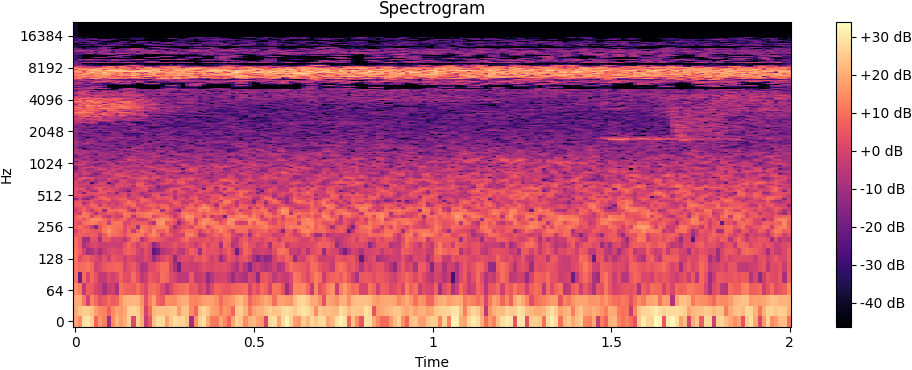 Spectrogram
16384
8192
4096
2048
1024
512
256
128
64
0
Hz
0
0.5
1
1.5
2
Time
+30 dB
+20 dB
+10 dB
+0 dB
-10 dB
-20 dB
-30 dB
-40 dB